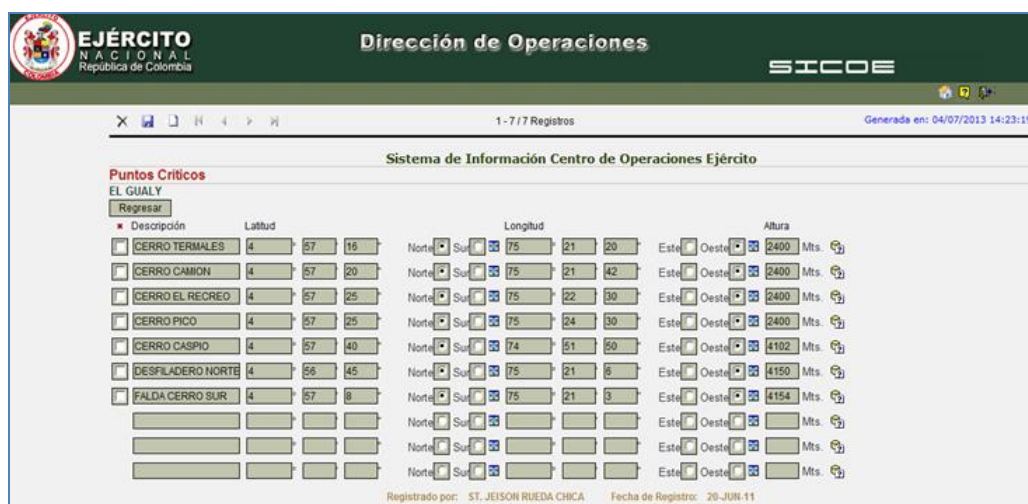 EJÉRCITO
NACIONAL
República de Colombia
Dirección de Operaciones
SICOE
1 - 7 / 7 Registros
Generada en: 04/07/2013 14:23:19
Sistema de Información Centro de Operaciones Ejército
Puntos Criticos
EL GUALY
Regresar
Descripción Latitud Longitud Altura
CERRO TERMALES 4 ° 57 ' 16 " Norte Sur 75 ° 21 ' 20 " Este Oeste 2400 Mts.
CERRO CAMION 4 ° 57 ' 20 " Norte Sur 75 ° 21 ' 42 " Este Oeste 2400 Mts.
CERRO EL RECREO 4 ° 57 ' 25 " Norte Sur 75 ° 22 ' 30 " Este Oeste 2400 Mts.
CERRO PICO 4 ° 57 ' 25 " Norte Sur 75 ° 24 ' 30 " Este Oeste 2400 Mts.
CERRO CASPIO 4 ° 57 ' 40 " Norte Sur 74 ° 51 ' 50 " Este Oeste 4102 Mts.
DESFILADERO NORTE 4 ° 56 ' 45 " Norte Sur 75 ° 21 ' 6 " Este Oeste 4150 Mts.
FALDA CERRO SUR 4 ° 57 ' 8 " Norte Sur 75 ° 21 ' 3 " Este Oeste 4154 Mts.
° ' " Norte Sur ° ' " Este Oeste Mts.
° ' " Norte Sur ° ' " Este Oeste Mts.
° ' " Norte Sur ° ' " Este Oeste Mts.
Registrado por: ST. JEISON RUEDA CHICA Fecha de Registro: 20-JUN-11